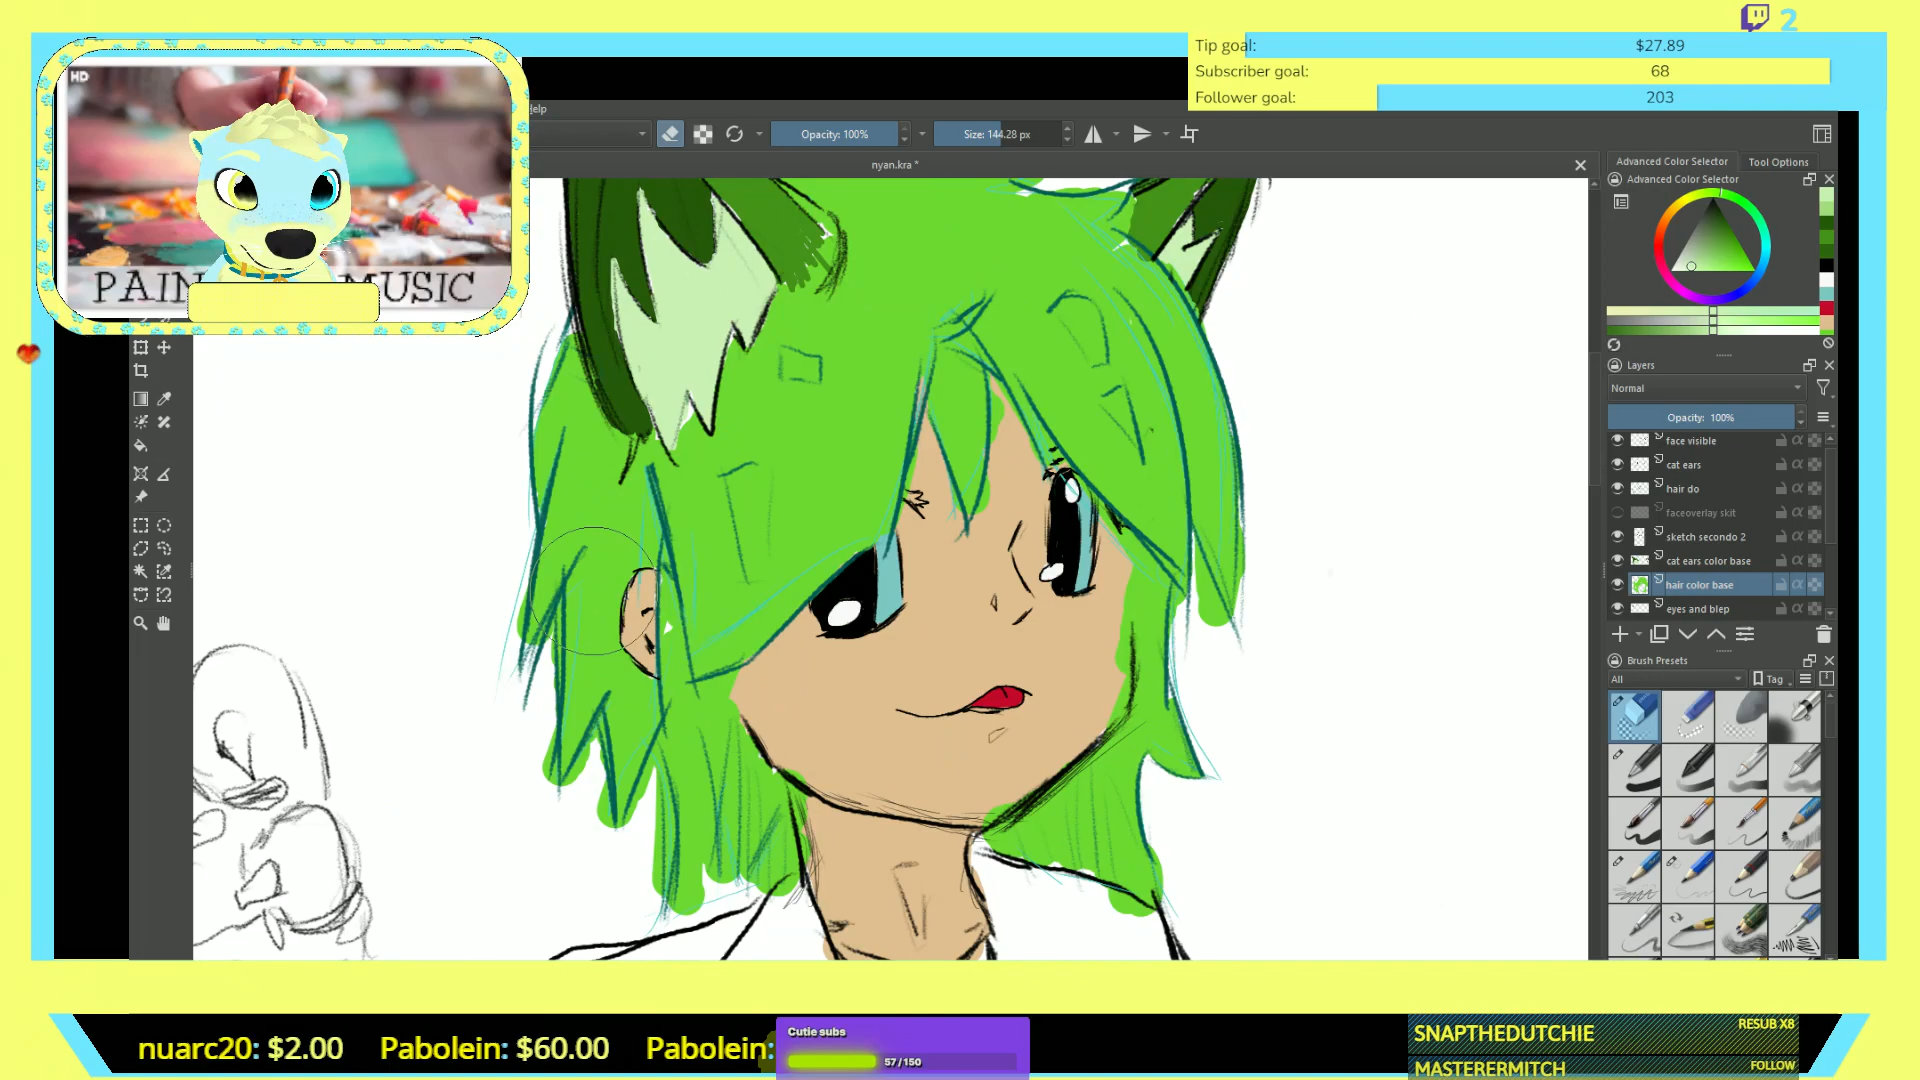 2
Tip goal: $27.89
Subscriber goal: 68
Follower goal: 203
HD
Help
Opacity: 100%
Size: 144.28 px
nyan.kra *
Advanced Color Selector
Tool Options
Advanced Color Selector
Layers
Normal
Opacity: 100%
face visible
cat ears
hair do
faceoverlay skit
sketch secondo 2
cat ears color base
hair color base
eyes and blep
Brush Presets
All
Tag
MUSIC
nuarc20: $2.00 Pabolein: $60.00 Pabolein:
Cutie subs
57/150
SNAPTHEDUTCHIE RESUB X8
MASTERERMITCH FOLLOW